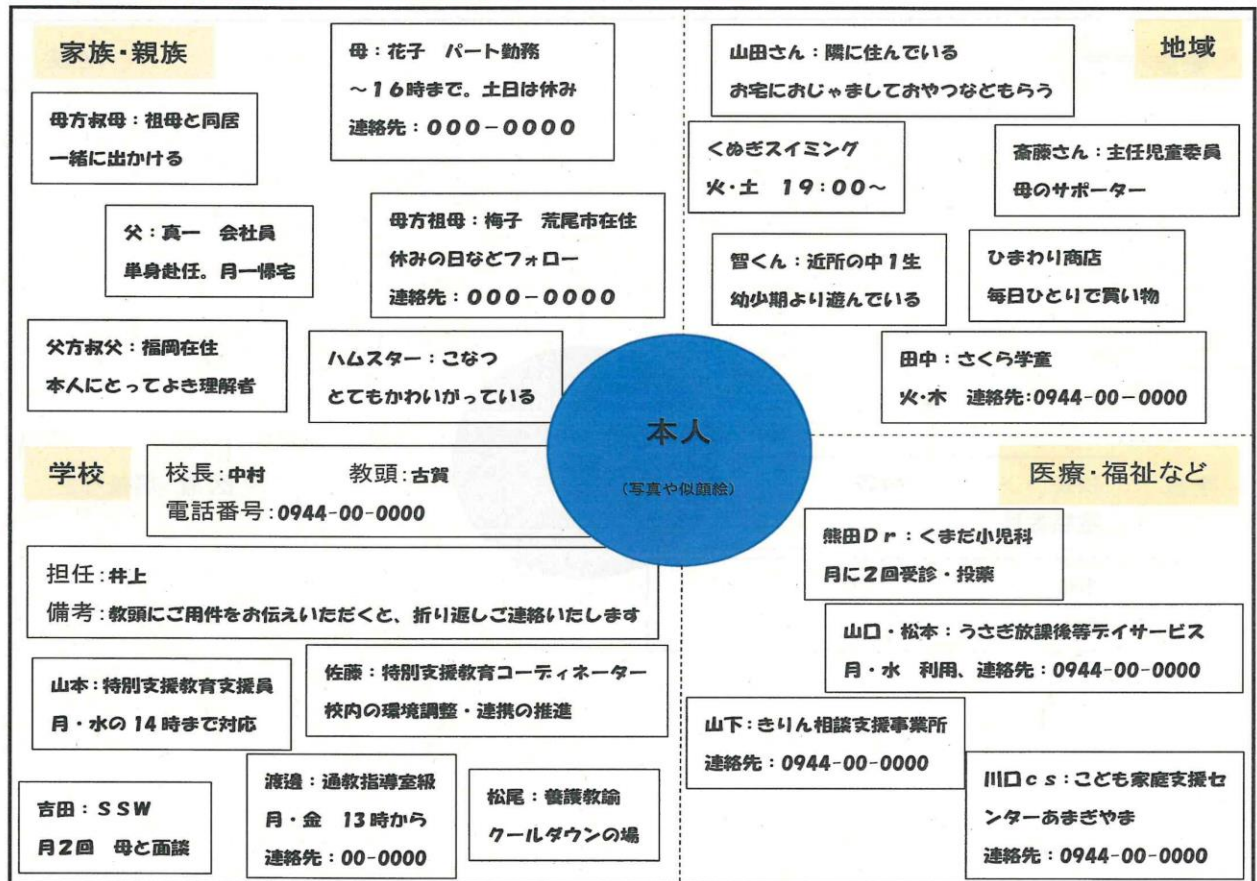 家族・親族
母：花子　パート勤務
～16時まで。土日は休み
連絡先：000-0000
母方叔母：祖母と同居
一緒に出かける
父：真一　会社員
単身赴任。月一帰宅
母方祖母：梅子　荒尾市在住
休みの日などフォロー
連絡先：000-0000
父方叔父：福岡在住
本人にとってよき理解者
ハムスター：こなつ
とてもかわいがっている
地域
山田さん：隣に住んでいる
お宅におじゃましておやつなどもらう
くぬぎスイミング
火・土　19：00～
斎藤さん：主任児童委員
母のサポーター
智くん：近所の中1生
幼少期より遊んでいる
ひまわり商店
毎日ひとりで買い物
田中：さくら学童
火・木　連絡先:0944-00-0000
本人
(写真や似顔絵)
学校
校長:中村　教頭:古賀
電話番号:0944-00-0000
担任:井上
備考:教頭にご用件をお伝えいただくと、折り返しご連絡いたします
山本：特別支援教育支援員
月・水の14時まで対応
佐藤：特別支援教育コーディネーター
校内の環境調整・連携の推進
吉田：SSW
月2回　母と面談
渡邉：通教指導室級
月・金　13時から
連絡先：00-0000
松尾：養護教諭
クールダウンの場
医療・福祉など
熊田Dr：くまだ小児科
月に2回受診・投薬
山口・松本：うさぎ放課後等デイサービス
月・水　利用、連絡先：0944-00-0000
山下：きりん相談支援事業所
連絡先：0944-00-0000
川口cs：こども家庭支援セ
ンターあまぎやま
連絡先：0944-00-0000